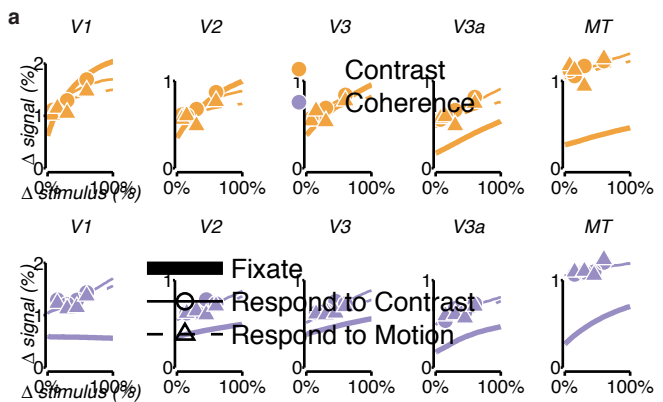 a
V1 V2 V3 V3a MT
Δ signal (%)
2 1 0
1 0
1 0
1 0
1 0
Contrast
Coherence
0% 100% 0% 100% 0% 100% 0% 100% 0% 100%
Δ stimulus (%)
V1 V2 V3 V3a MT
Δ signal (%)
2 1 0
1 0
1 0
1 0
1 0
Fixate
Respond to Contrast
Respond to Motion
0% 100% 0% 100% 0% 100% 0% 100% 0% 100%
Δ stimulus (%)